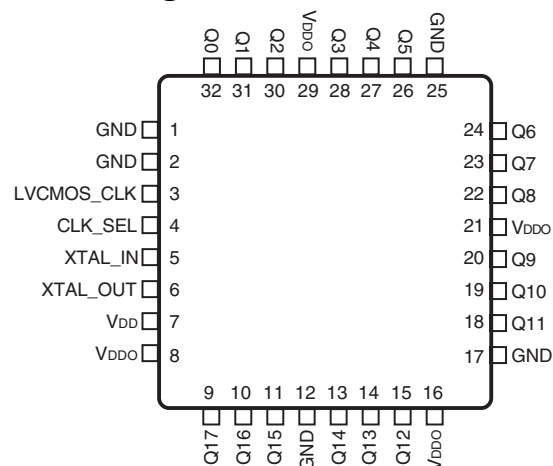 Q0 Q1 Q2 VDDO Q3 Q4 Q5 GND
32 31 30 29 28 27 26 25
GND 1 24 Q6
GND 2 23 Q7
LVCMOS_CLK 3 22 Q8
CLK_SEL 4 21 VDDO
XTAL_IN 5 20 Q9
XTAL_OUT 6 19 Q10
VDD 7 18 Q11
VDDO 8 17 GND
9 10 11 12 13 14 15 16
Q17 Q16 Q15 GND Q14 Q13 Q12 VDDO